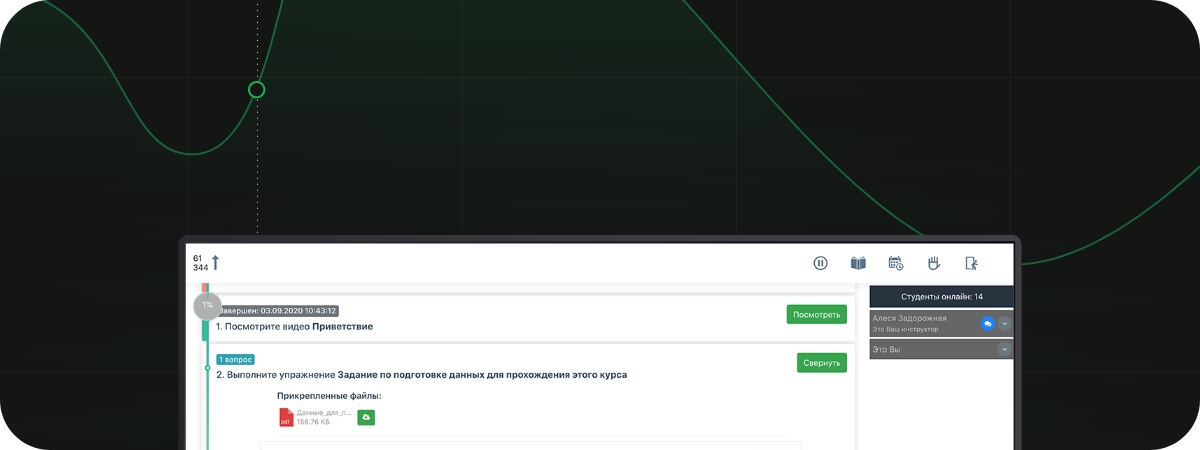 61
344
1%
Завершен: 03.09.2020 10:43:12
Посмотреть
1. Посмотрите видео Приветствие
1 вопрос
Свернуть
2. Выполните упражнение Задание по подготовке данных для прохождения этого курса
Прикрепленные файлы:
pdf
Данные_для_п...
156.76 КБ
Студенты онлайн: 14
Алеся Задорожная
Это Ваш инструктор
Это Вы